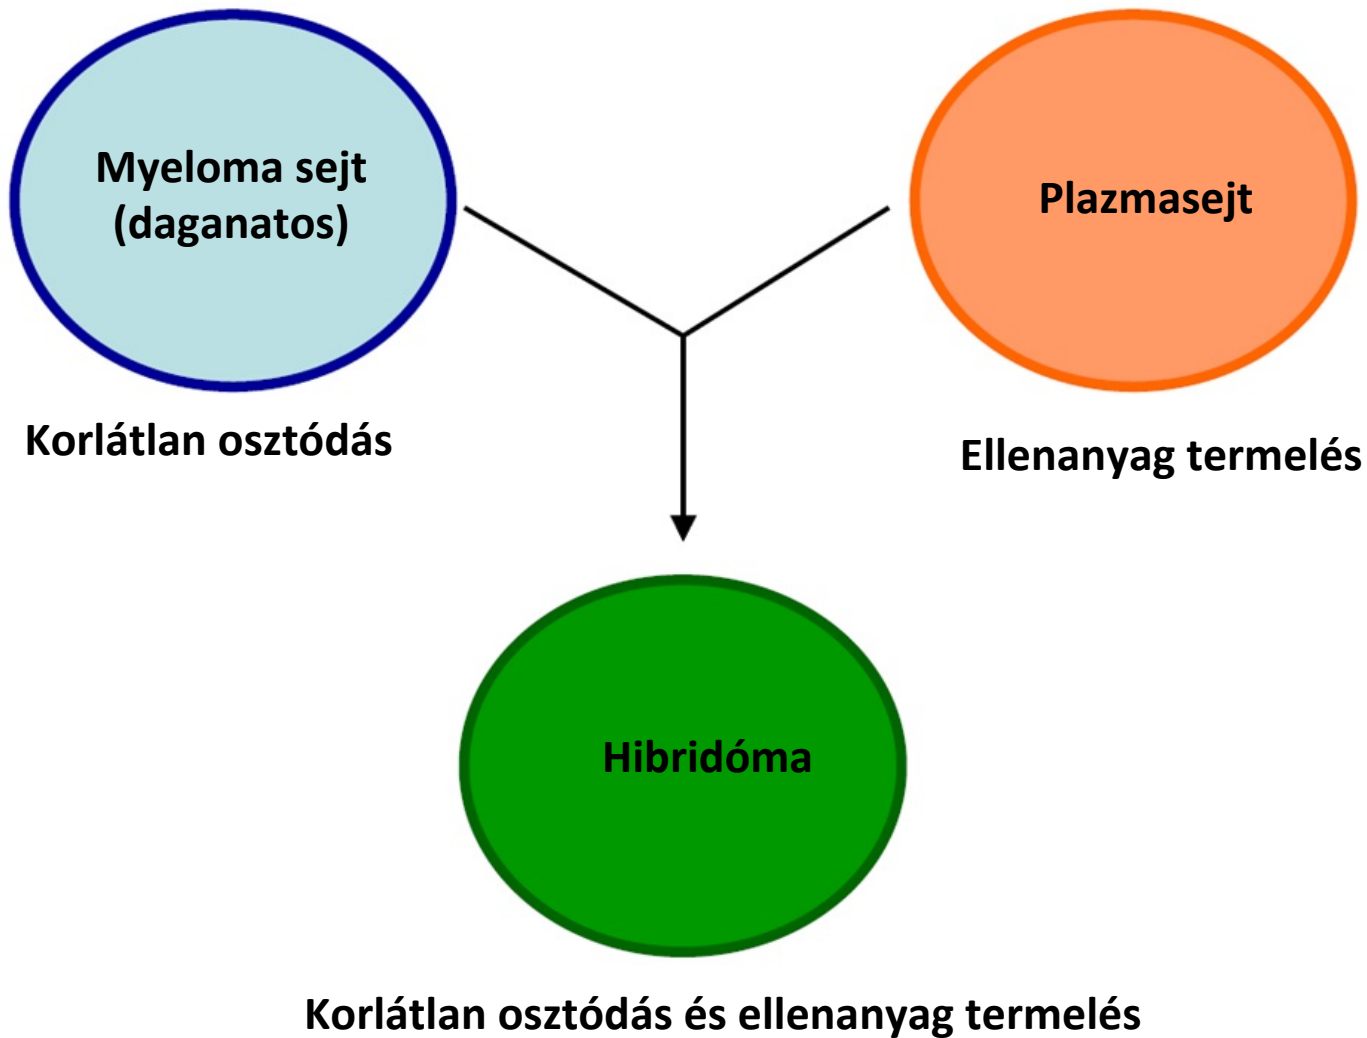 Myeloma sejt
(daganatos)
Plazmasejt
Korlátlan osztódás
Ellenanyag termelés
Hibridóma
Korlátlan osztódás és ellenanyag termelés